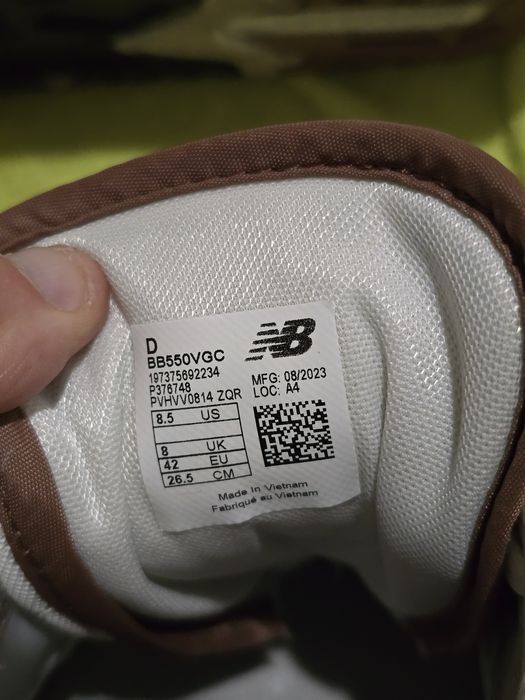 D
BB550VGC
197375692234
P376748
PVHVV0814 ZQR
NB
MFG: 08/2023
LOC: A4
8.5 US
8 UK
42 EU
26.5 CM
Made In Vietnam
Fabriqué au Vietnam